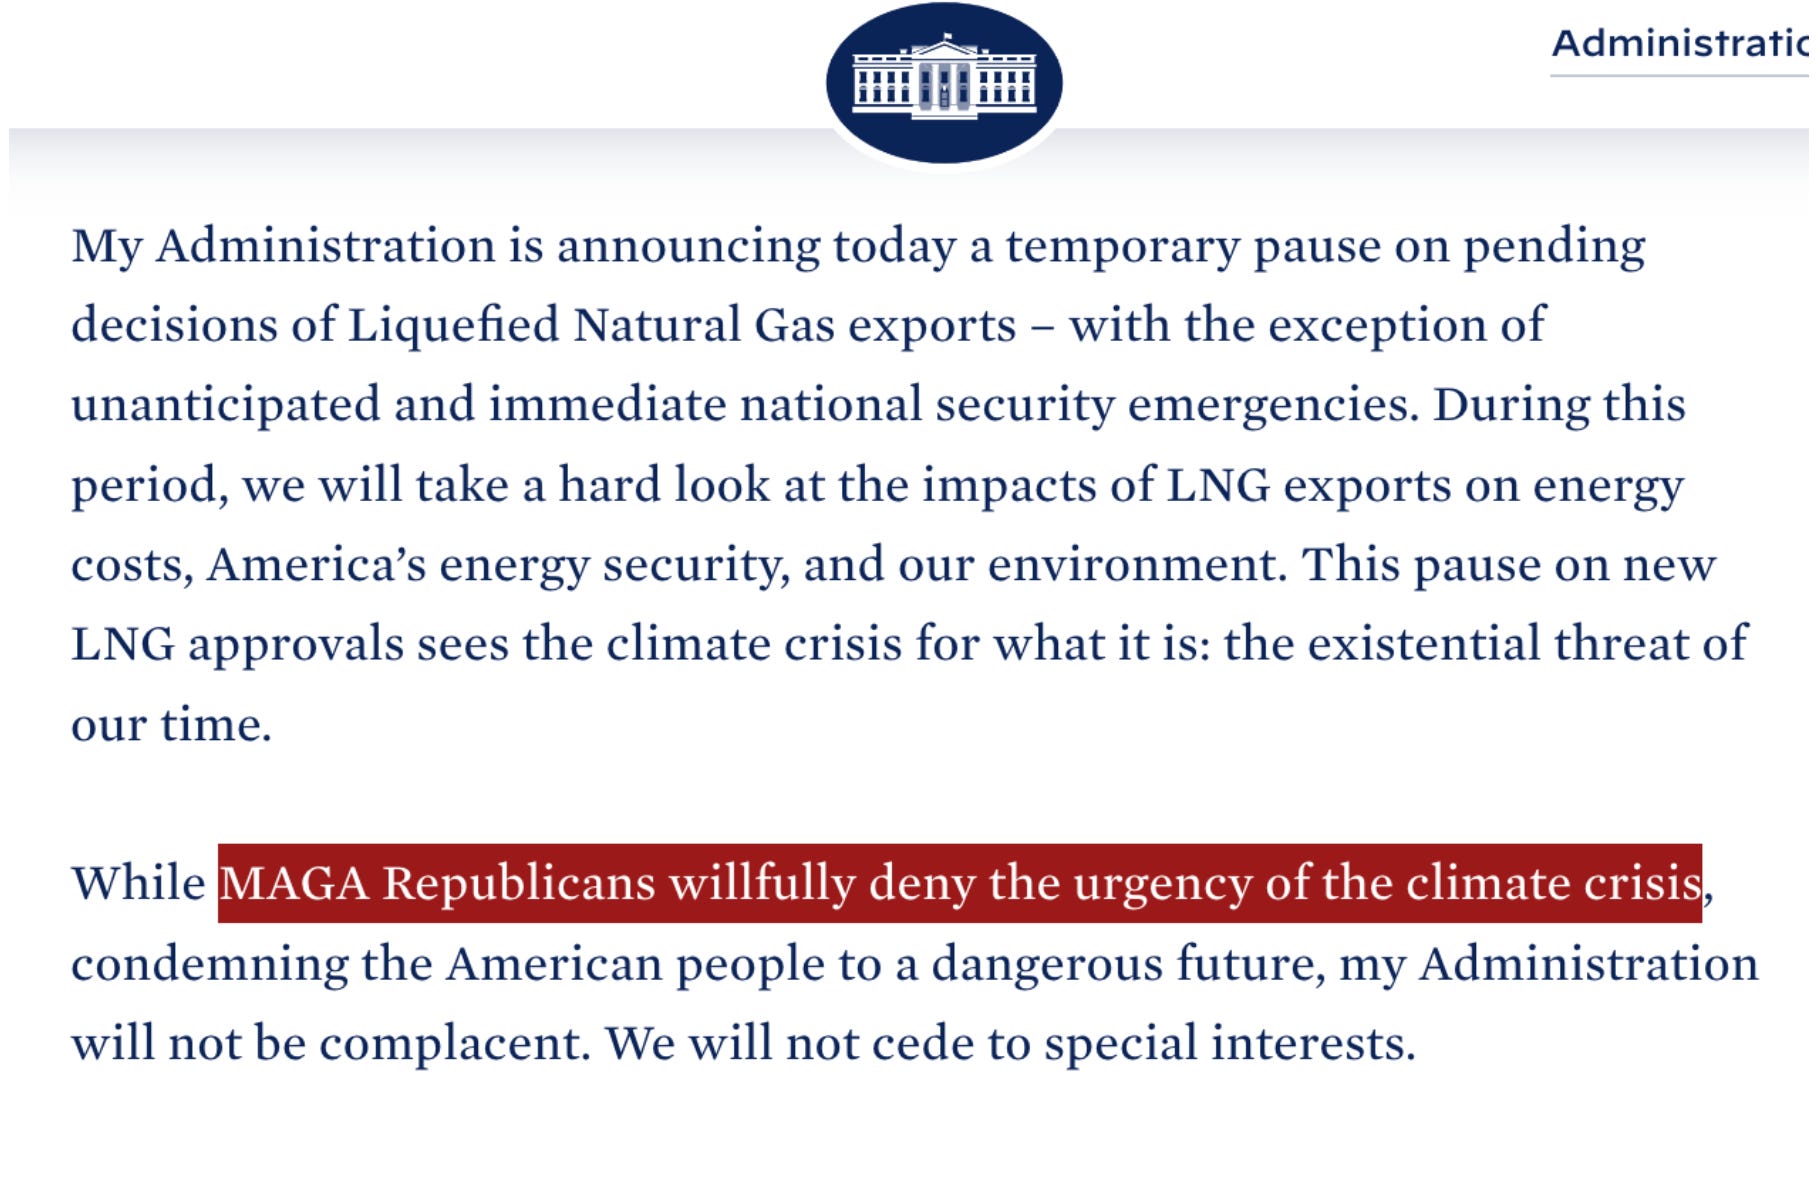 Administratio
My Administration is announcing today a temporary pause on pending
decisions of Liquefied Natural Gas exports – with the exception of
unanticipated and immediate national security emergencies. During this
period, we will take a hard look at the impacts of LNG exports on energy
costs, America’s energy security, and our environment. This pause on new
LNG approvals sees the climate crisis for what it is: the existential threat of
our time.
While MAGA Republicans willfully deny the urgency of the climate crisis,
condemning the American people to a dangerous future, my Administration
will not be complacent. We will not cede to special interests.